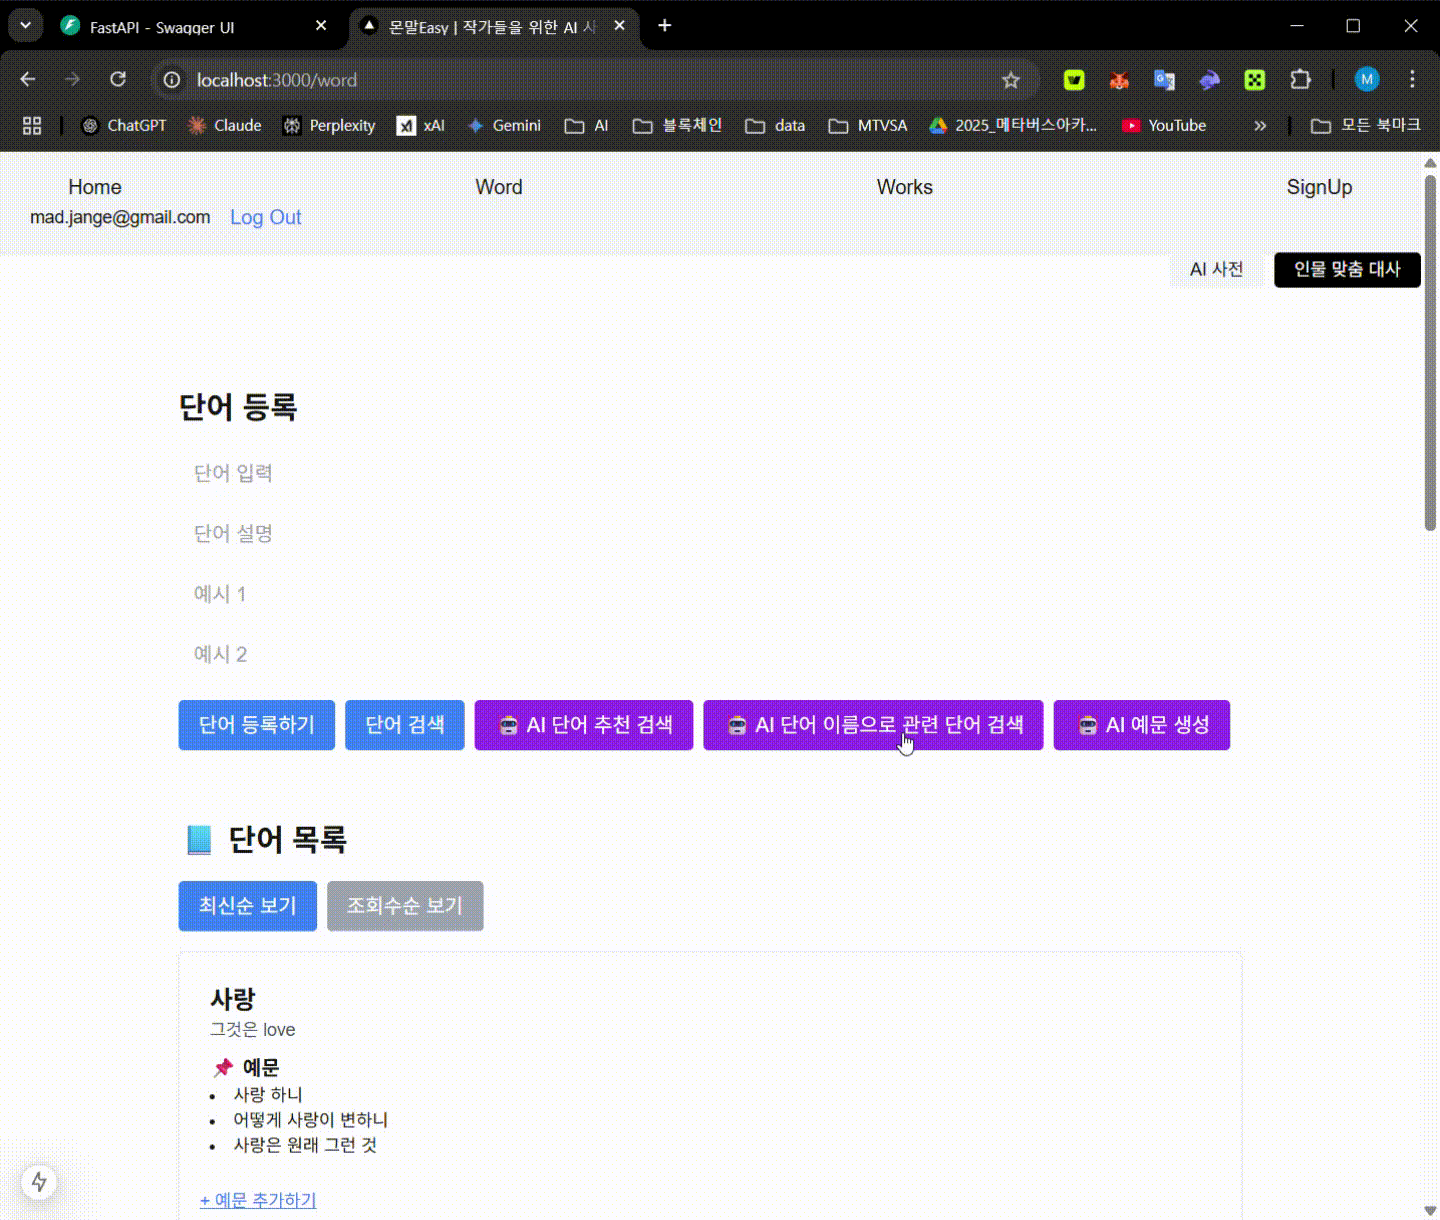 FastAPI - Swagger UI
몬말Easy | 작가들을 위한 AI 사
localhost:3000/word
M
ChatGPT
Claude
Perplexity
xAI
Gemini
AI
블록체인
data
MTVSA
2025_메타버스아카...
YouTube
모든 북마크
Home
Word
Works
SignUp
mad.jange@gmail.com
Log Out
AI 사전
인물 맞춤 대사
단어 등록
단어 입력
단어 설명
예시 1
예시 2
단어 등록하기
단어 검색
AI 단어 추천 검색
AI 단어 이름으로 관련 단어 검색
AI 예문 생성
단어 목록
최신순 보기
조회수순 보기
사랑
그것은 love
예문
사랑 하니
어떻게 사랑이 변하니
사랑은 원래 그런 것
+ 예문 추가하기